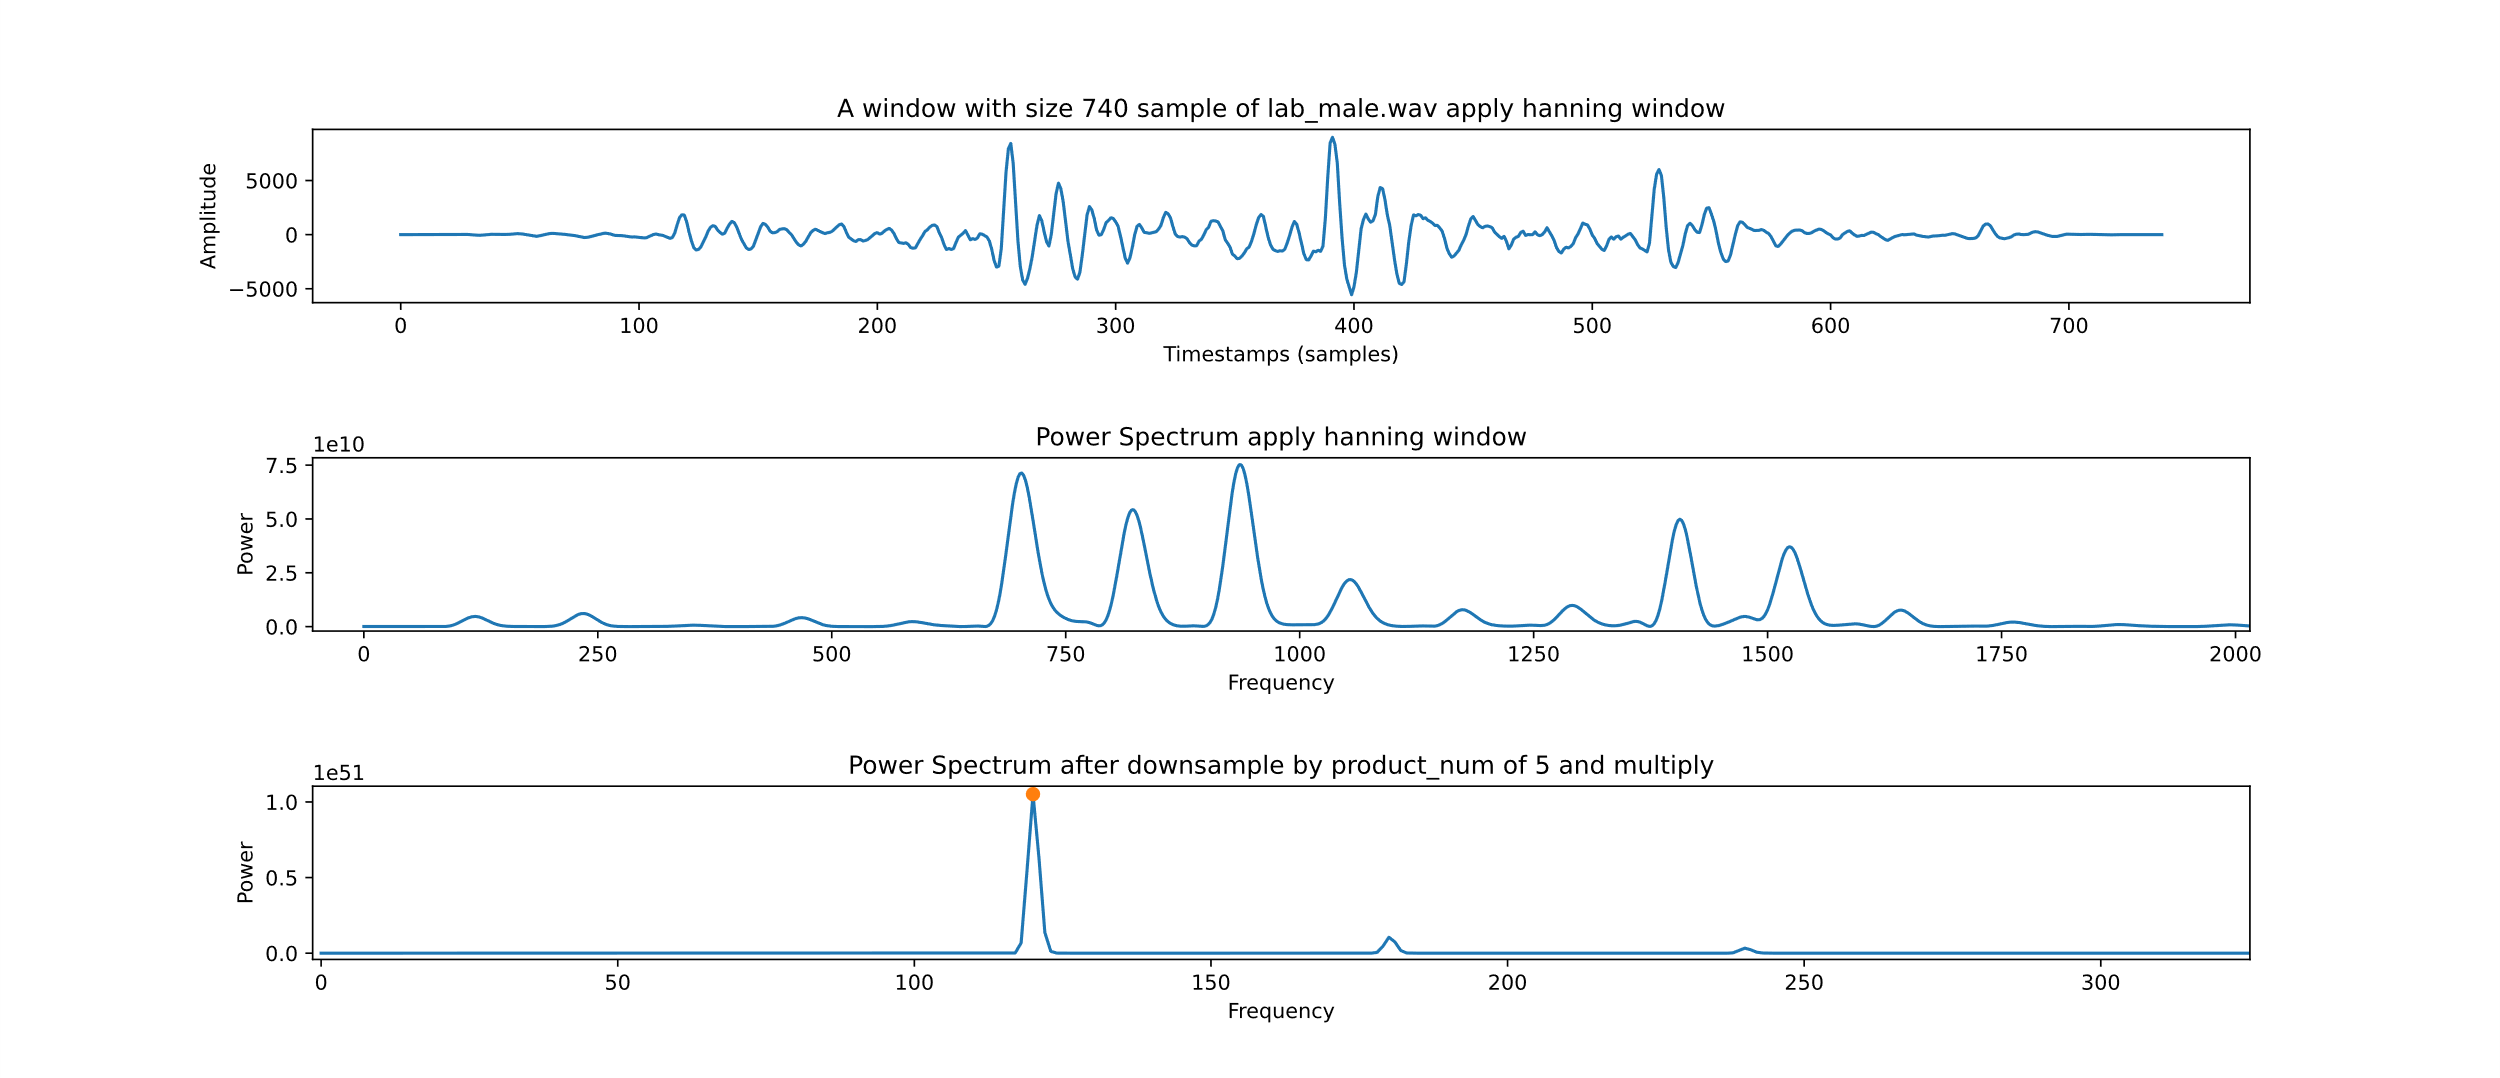 A window with size 740 sample of lab_male.wav apply hanning window
Amplitude
5000
0
−5000
0 100 200 300 400 500 600 700
Timestamps (samples)
Power Spectrum apply hanning window
1e10
Power
7.5
5.0
2.5
0.0
0 250 500 750 1000 1250 1500 1750 2000
Frequency
Power Spectrum after downsample by product_num of 5 and multiply
1e51
Power
1.0
0.5
0.0
0 50 100 150 200 250 300
Frequency